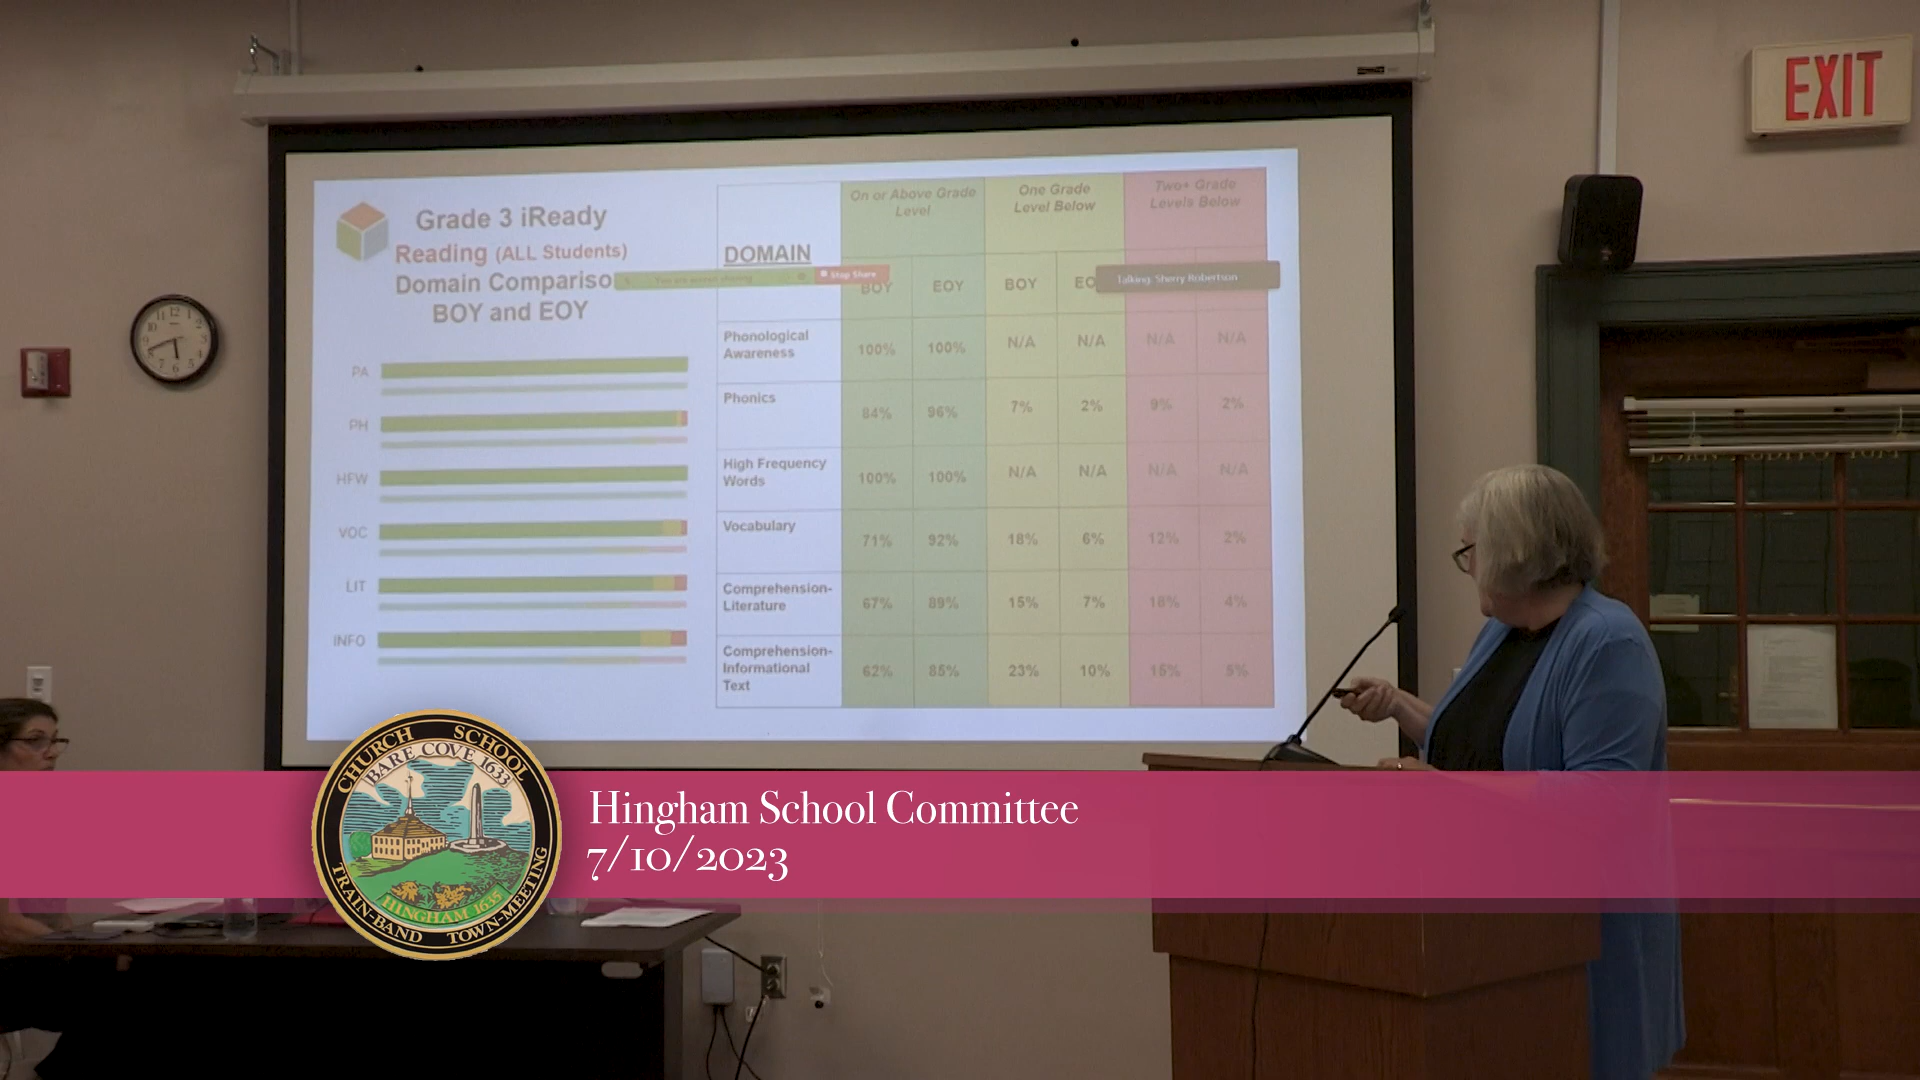 EXIT
Grade 3 iReady
Reading (ALL Students)
Domain Compariso
BOY and EOY
PA
PH
HFW
VOC
LIT
INFO
DOMAIN
On or Above Grade
Level
One Grade
Level Below
Two+ Grade
Levels Below
Stop Share
Talking: Sherry Robertson
BOY EOY BOY EO
Phonological
Awareness
100% 100% N/A N/A N/A N/A
Phonics
84% 96% 7% 2% 9% 2%
High Frequency
Words
100% 100% N/A N/A N/A N/A
Vocabulary
71% 92% 18% 6% 12% 2%
Comprehension-
Literature
67% 89% 15% 7% 18% 4%
Comprehension-
Informational
Text
62% 85% 23% 10% 15% 5%
CHURCH SCHOOL
BARE COVE 1633
HINGHAM 1635
TRAIN-BAND TOWN-MEETING
Hingham School Committee
7/10/2023